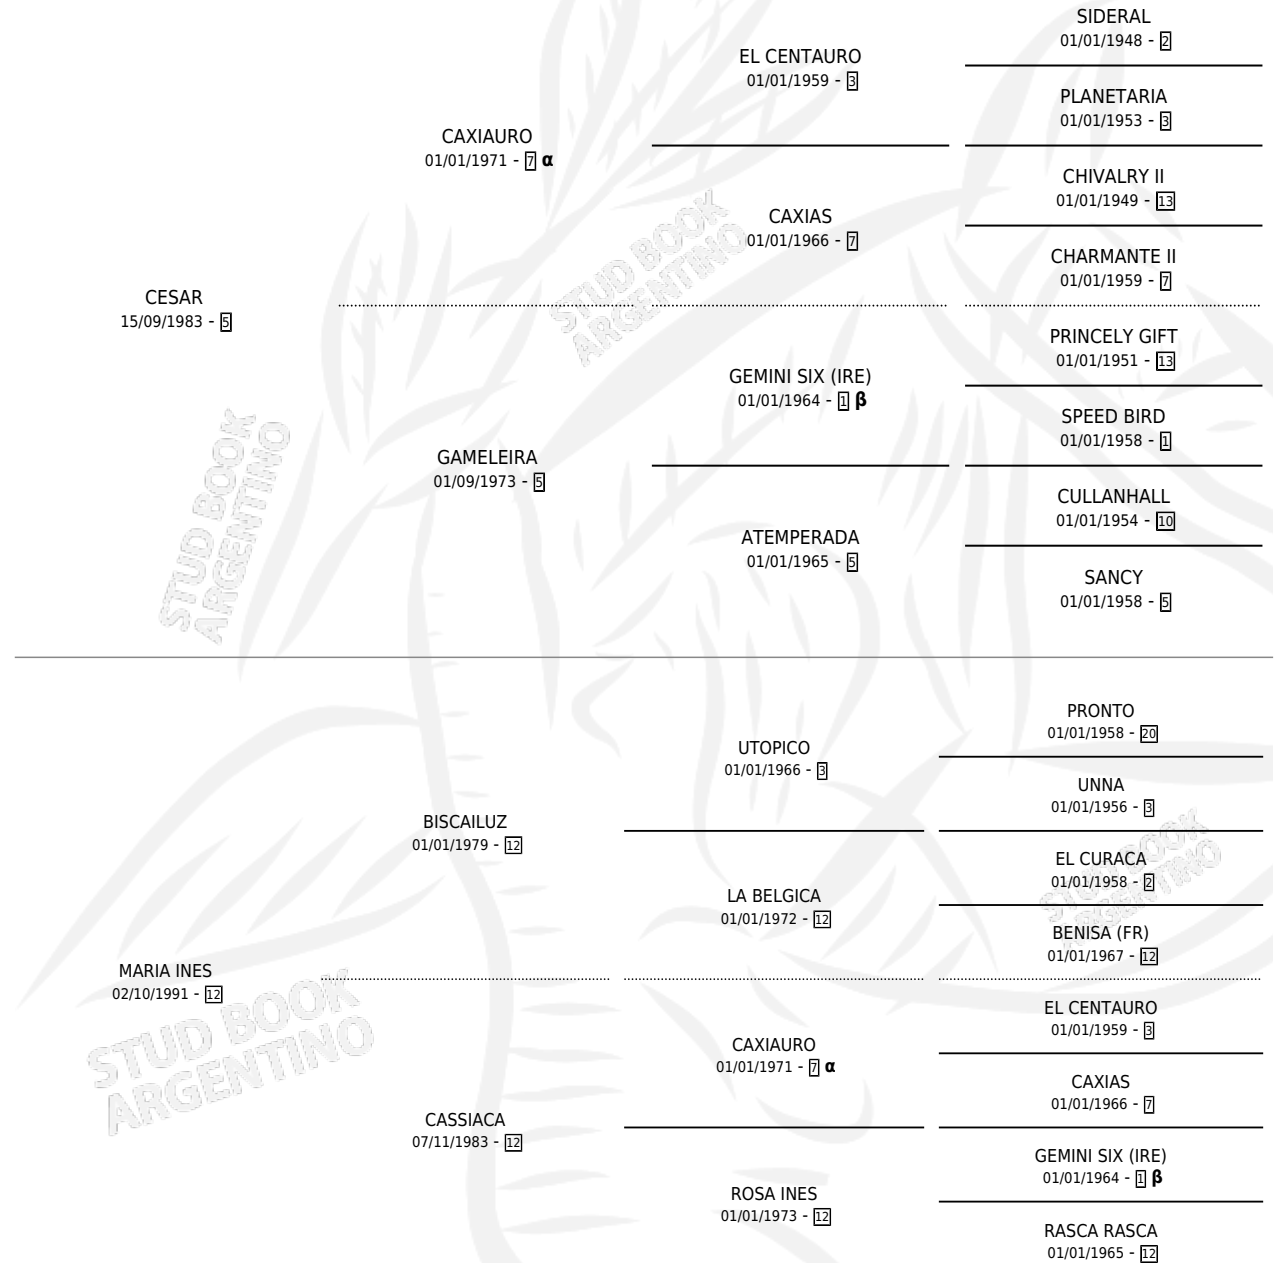 SIDERAL
01/01/1948 - 2
EL CENTAURO
01/01/1959 - 3
PLANETARIA
01/01/1953 - 3
CAXIAURO
01/01/1971 - 7 α
CHIVALRY II
01/01/1949 - 13
CAXIAS
01/01/1966 - 7
CHARMANTE II
01/01/1959 - 7
CESAR
15/09/1983 - 5
PRINCELY GIFT
01/01/1951 - 13
GEMINI SIX (IRE)
01/01/1964 - 1 β
SPEED BIRD
01/01/1958 - 1
GAMELEIRA
01/09/1973 - 5
CULLANHALL
01/01/1954 - 10
ATEMPERADA
01/01/1965 - 5
SANCY
01/01/1958 - 5
PRONTO
01/01/1958 - 20
UTOPICO
01/01/1966 - 3
UNNA
01/01/1956 - 3
BISCAILUZ
01/01/1979 - 12
EL CURACA
01/01/1958 - 2
LA BELGICA
01/01/1972 - 12
BENISA (FR)
01/01/1967 - 12
MARIA INES
02/10/1991 - 12
EL CENTAURO
01/01/1959 - 3
CAXIAURO
01/01/1971 - 7 α
CAXIAS
01/01/1966 - 7
CASSIACA
07/11/1983 - 12
GEMINI SIX (IRE)
01/01/1964 - 1 β
ROSA INES
01/01/1973 - 12
RASCA RASCA
01/01/1965 - 12
STUD BOOK
ARGENTINO
STUD BOOK
ARGENTINO
STUD BOOK
ARGENTINO
STUD BOOK
ARGENTINO